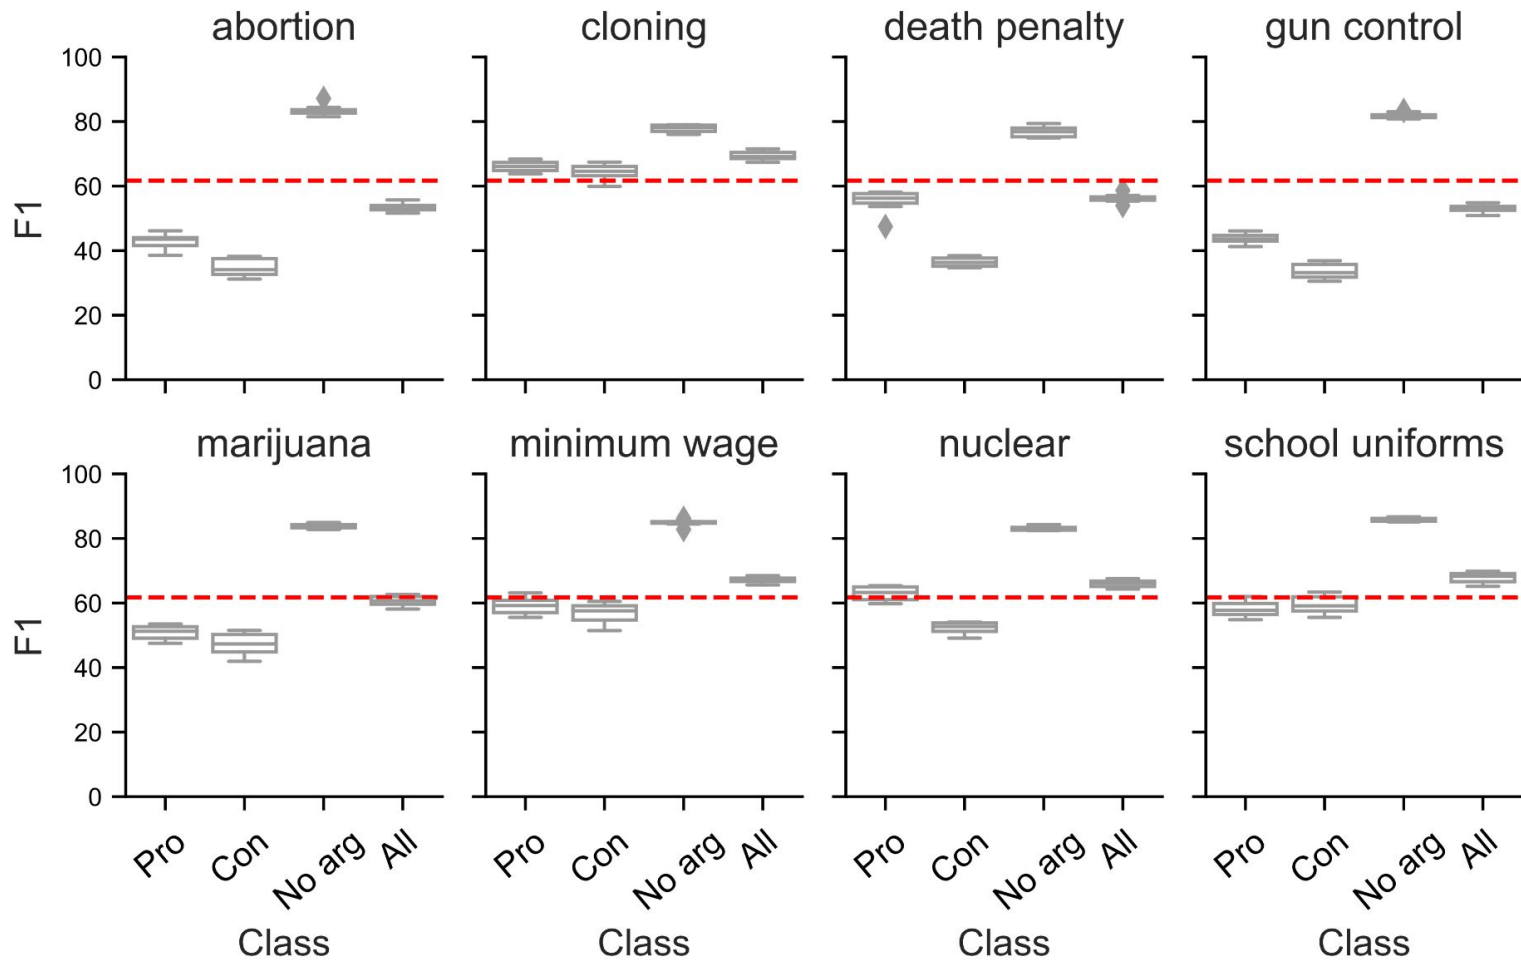 abortion
cloning
death penalty
gun control
100
80
60
40
20
0
F1
marijuana
minimum wage
nuclear
school uniforms
100
80
60
40
20
0
F1
Pro Con No arg All
Pro Con No arg All
Pro Con No arg All
Pro Con No arg All
Class
Class
Class
Class